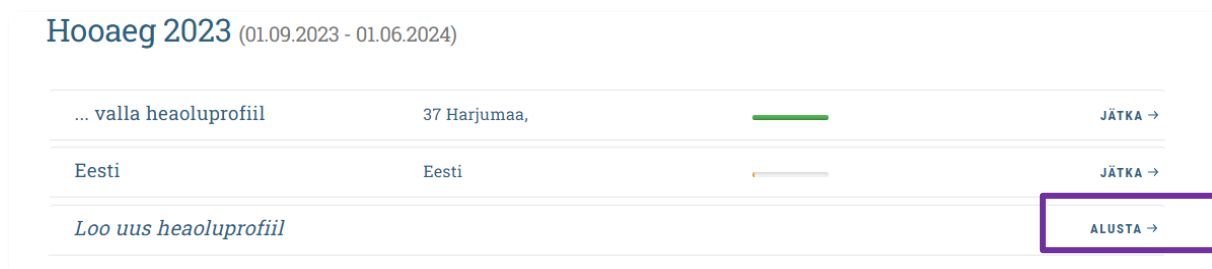 Hooaeg 2023 (01.09.2023 - 01.06.2024)
... valla heaoluprofiil 37 Harjumaa, JÄTKA →
Eesti Eesti JÄTKA →
Loo uus heaoluprofiil ALUSTA →